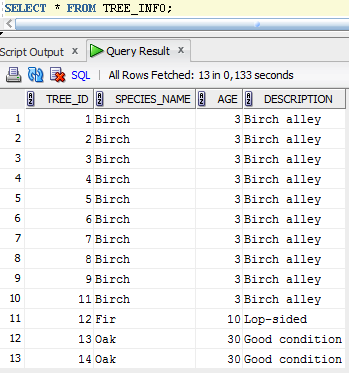 SELECT * FROM TREE_INFO;
Script Output × Query Result ×
SQL | All Rows Fetched: 13 in 0,133 seconds
TREE_ID SPECIES_NAME AGE DESCRIPTION
1 1 Birch 3 Birch alley
2 2 Birch 3 Birch alley
3 3 Birch 3 Birch alley
4 4 Birch 3 Birch alley
5 5 Birch 3 Birch alley
6 6 Birch 3 Birch alley
7 7 Birch 3 Birch alley
8 8 Birch 3 Birch alley
9 9 Birch 3 Birch alley
10 11 Birch 3 Birch alley
11 12 Fir 10 Lop-sided
12 13 Oak 30 Good condition
13 14 Oak 30 Good condition